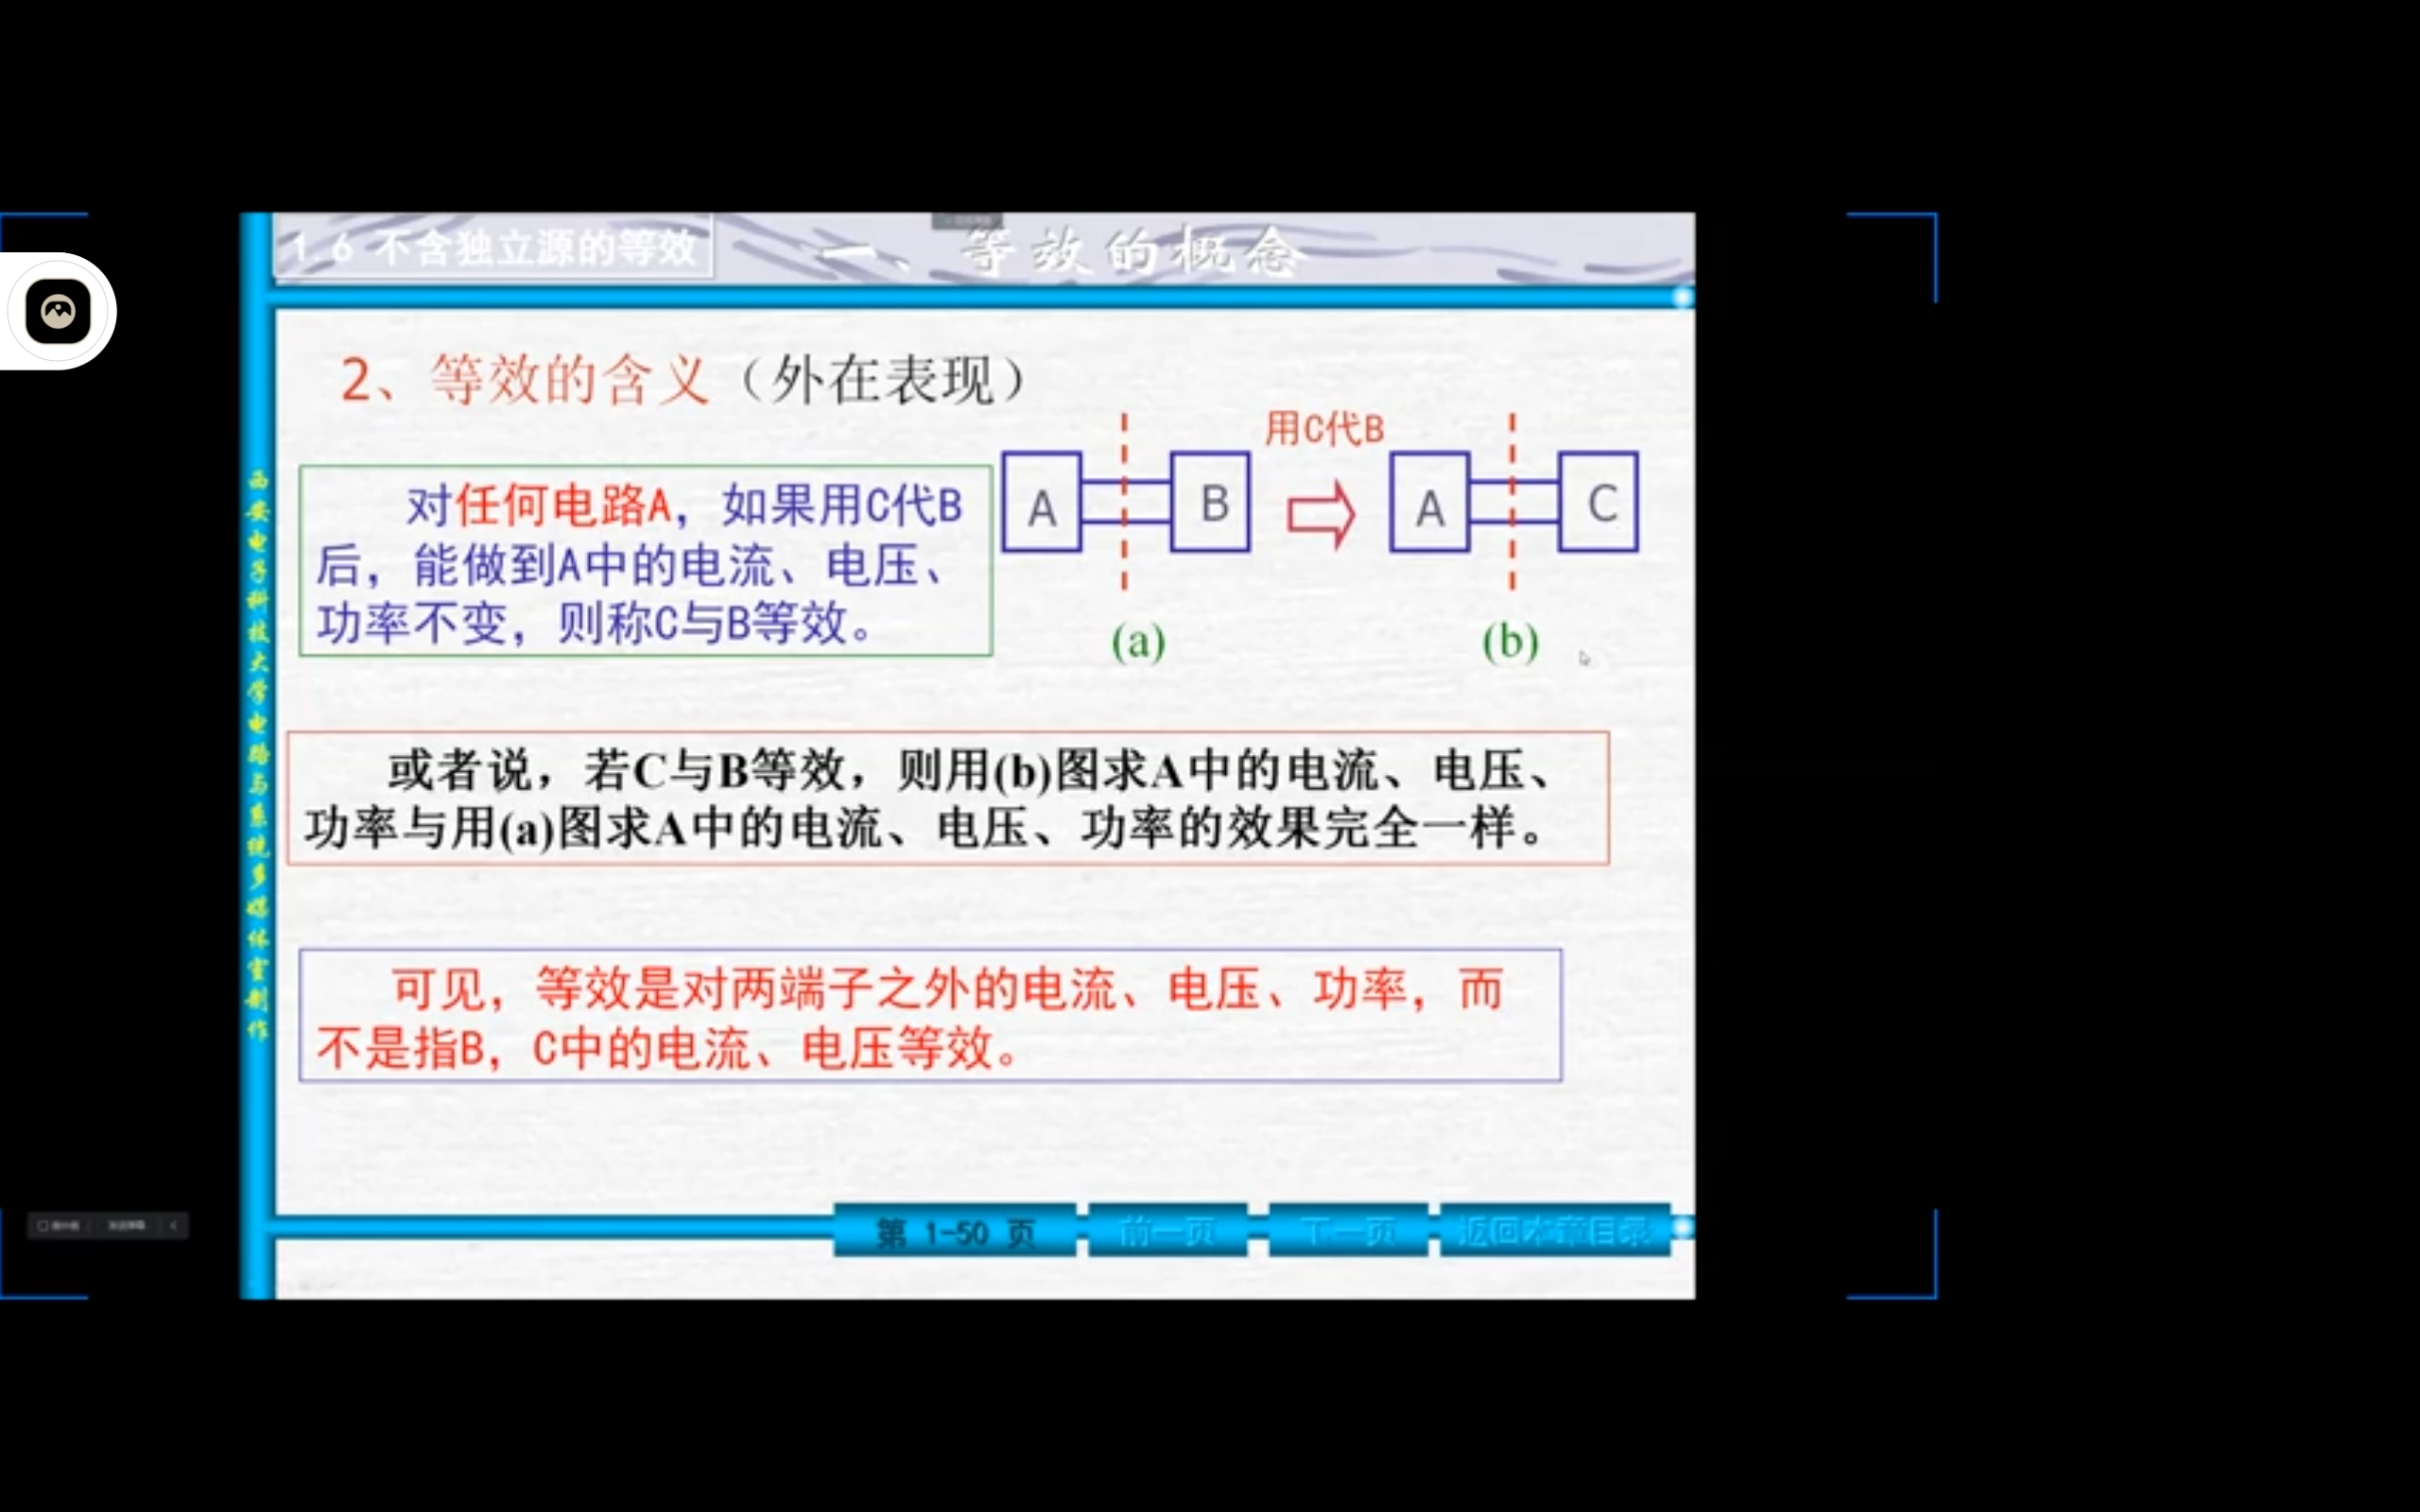 1.6 不含独立源的等效
一、等效的概念
2、等效的含义（外在表现）
对任何电路A，如果用C代B
后，能做到A中的电流、电压、
功率不变，则称C与B等效。
用C代B
A
B
A
C
(a)
(b)
或者说，若C与B等效，则用(b)图求A中的电流、电压、
功率与用(a)图求A中的电流、电压、功率的效果完全一样。
可见，等效是对两端子之外的电流、电压、功率，而
不是指B，C中的电流、电压等效。
西安电子科技大学电路与系统多媒体室制作
第 1-50 页
前一页
下一页
返回本章目录